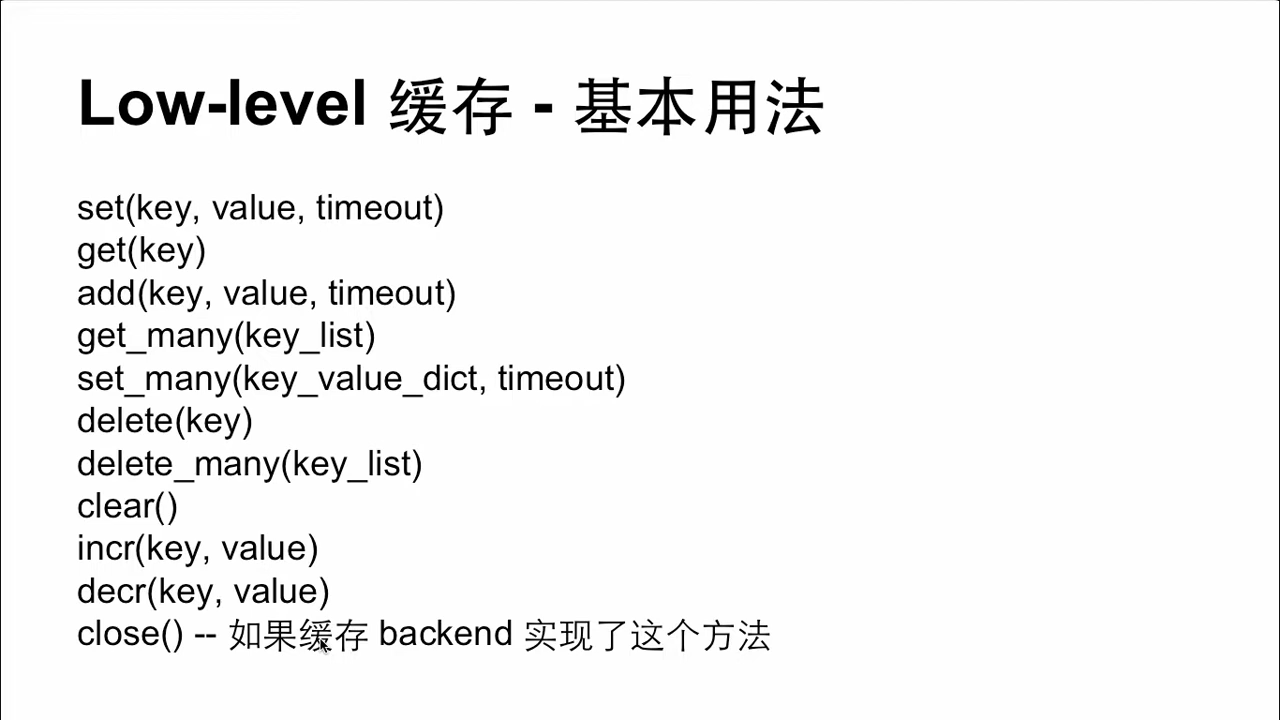 Low-level 缓存 - 基本用法
set(key, value, timeout)
get(key)
add(key, value, timeout)
get_many(key_list)
set_many(key_value_dict, timeout)
delete(key)
delete_many(key_list)
clear()
incr(key, value)
decr(key, value)
close() -- 如果缓存 backend 实现了这个方法